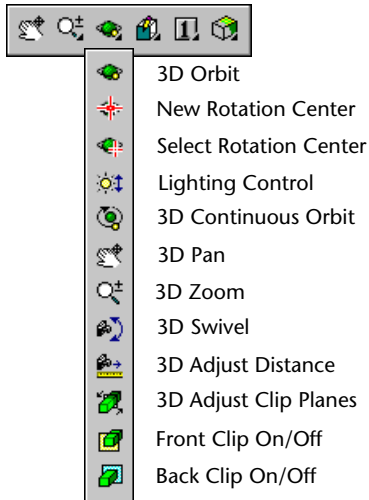 1
3D Orbit
New Rotation Center
Select Rotation Center
Lighting Control
3D Continuous Orbit
3D Pan
3D Zoom
3D Swivel
3D Adjust Distance
3D Adjust Clip Planes
Front Clip On/Off
Back Clip On/Off